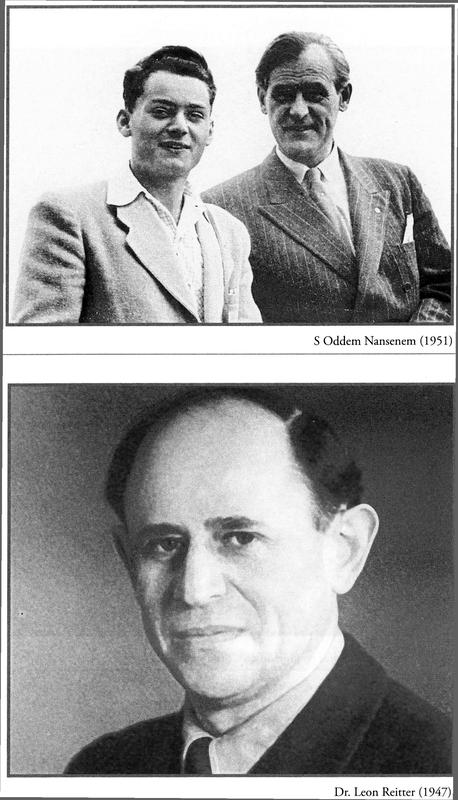 S Oddem Nansenem (1951)
Dr. Leon Reitter (1947)